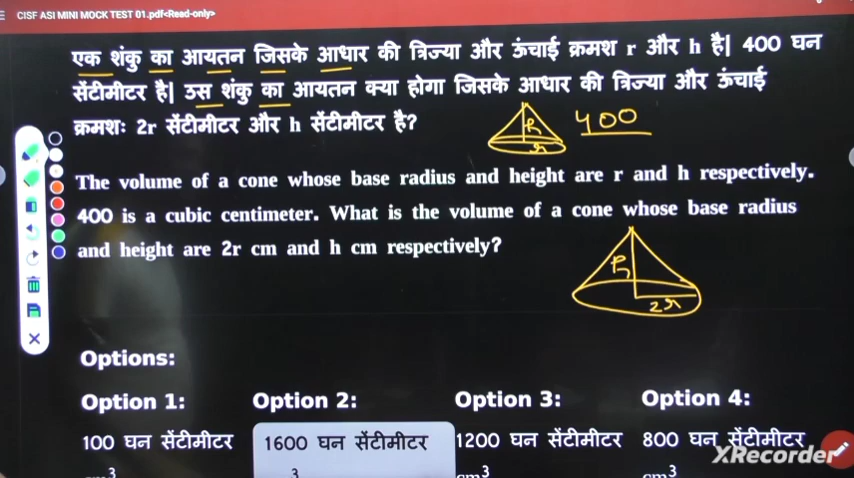 CISF ASI MINI MOCK TEST 01.pdf<Read-only>
एक शंकु का आयतन जिसके आधार की त्रिज्या और ऊंचाई क्रमश r और h है| 400 घन
सेंटीमीटर है| उस शंकु का आयतन क्या होगा जिसके आधार की त्रिज्या और ऊंचाई
क्रमशः 2r सेंटीमीटर और h सेंटीमीटर है?
h r 400
The volume of a cone whose base radius and height are r and h respectively.
400 is a cubic centimeter. What is the volume of a cone whose base radius
and height are 2r cm and h cm respectively?
h
2r
Options:
Option 1: Option 2: Option 3: Option 4:
100 घन सेंटीमीटर 1600 घन सेंटीमीटर 1200 घन सेंटीमीटर 800 घन सेंटीमीटर
XRecorder
cm³ cm³